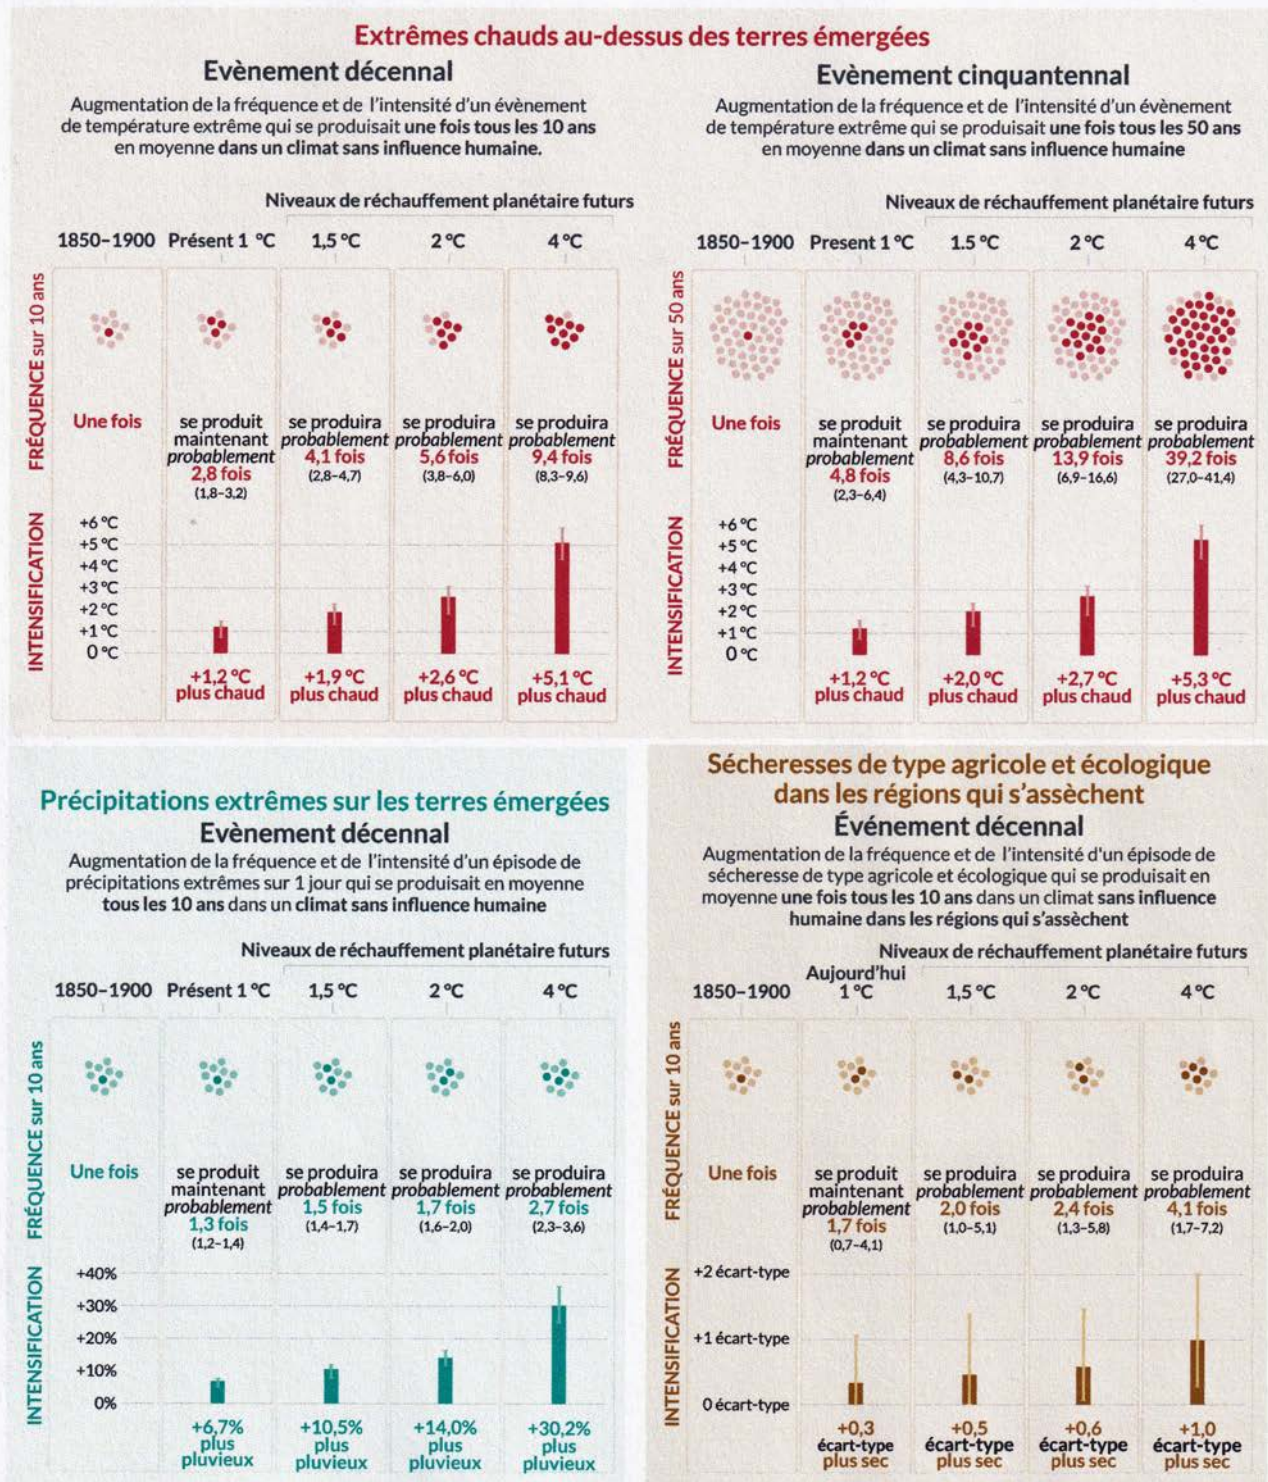 Extrêmes chauds au-dessus des terres émergées
Evènement décennal
Augmentation de la fréquence et de l'intensité d'un évènement
de température extrême qui se produisait une fois tous les 10 ans
en moyenne dans un climat sans influence humaine.
Niveaux de réchauffement planétaire futurs
1850–1900 Présent 1 °C 1,5 °C 2 °C 4 °C
FRÉQUENCE sur 10 ans
Une fois
se produit
maintenant
probablement
2,8 fois
(1,8–3,2)
se produira
probablement
4,1 fois
(2,8–4,7)
se produira
probablement
5,6 fois
(3,8–6,0)
se produira
probablement
9,4 fois
(8,3–9,6)
INTENSIFICATION
+6 °C
+5 °C
+4 °C
+3 °C
+2 °C
+1 °C
0 °C
+1,2 °C
plus chaud
+1,9 °C
plus chaud
+2,6 °C
plus chaud
+5,1 °C
plus chaud
Evènement cinquantennal
Augmentation de la fréquence et de l'intensité d'un évènement
de température extrême qui se produisait une fois tous les 50 ans
en moyenne dans un climat sans influence humaine
Niveaux de réchauffement planétaire futurs
1850–1900 Present 1 °C 1.5 °C 2 °C 4 °C
FRÉQUENCE sur 50 ans
Une fois
se produit
maintenant
probablement
4,8 fois
(2,3–6,4)
se produira
probablement
8,6 fois
(4,3–10,7)
se produira
probablement
13,9 fois
(6,9–16,6)
se produira
probablement
39,2 fois
(27,0–41,4)
INTENSIFICATION
+6 °C
+5 °C
+4 °C
+3 °C
+2 °C
+1 °C
0 °C
+1,2 °C
plus chaud
+2,0 °C
plus chaud
+2,7 °C
plus chaud
+5,3 °C
plus chaud
Précipitations extrêmes sur les terres émergées
Evènement décennal
Augmentation de la fréquence et de l'intensité d'un épisode de
précipitations extrêmes sur 1 jour qui se produisait en moyenne
tous les 10 ans dans un climat sans influence humaine
Niveaux de réchauffement planétaire futurs
1850–1900 Présent 1 °C 1,5 °C 2 °C 4 °C
FRÉQUENCE sur 10 ans
Une fois
se produit
maintenant
probablement
1,3 fois
(1,2–1,4)
se produira
probablement
1,5 fois
(1,4–1,7)
se produira
probablement
1,7 fois
(1,6–2,0)
se produira
probablement
2,7 fois
(2,3–3,6)
INTENSIFICATION
+40%
+30%
+20%
+10%
0%
+6,7%
plus
pluvieux
+10,5%
plus
pluvieux
+14,0%
plus
pluvieux
+30,2%
plus
pluvieux
Sécheresses de type agricole et écologique
dans les régions qui s'assèchent
Événement décennal
Augmentation de la fréquence et de l'intensité d'un épisode de
sécheresse de type agricole et écologique qui se produisait en
moyenne une fois tous les 10 ans dans un climat sans influence
humaine dans les régions qui s'assèchent
Niveaux de réchauffement planétaire futurs
Aujourd'hui
1850–1900 1 °C 1,5 °C 2 °C 4 °C
FRÉQUENCE sur 10 ans
Une fois
se produit
maintenant
probablement
1,7 fois
(0,7–4,1)
se produira
probablement
2,0 fois
(1,0–5,1)
se produira
probablement
2,4 fois
(1,3–5,8)
se produira
probablement
4,1 fois
(1,7–7,2)
INTENSIFICATION
+2 écart-type
+1 écart-type
0 écart-type
+0,3
écart-type
plus sec
+0,5
écart-type
plus sec
+0,6
écart-type
plus sec
+1,0
écart-type
plus sec